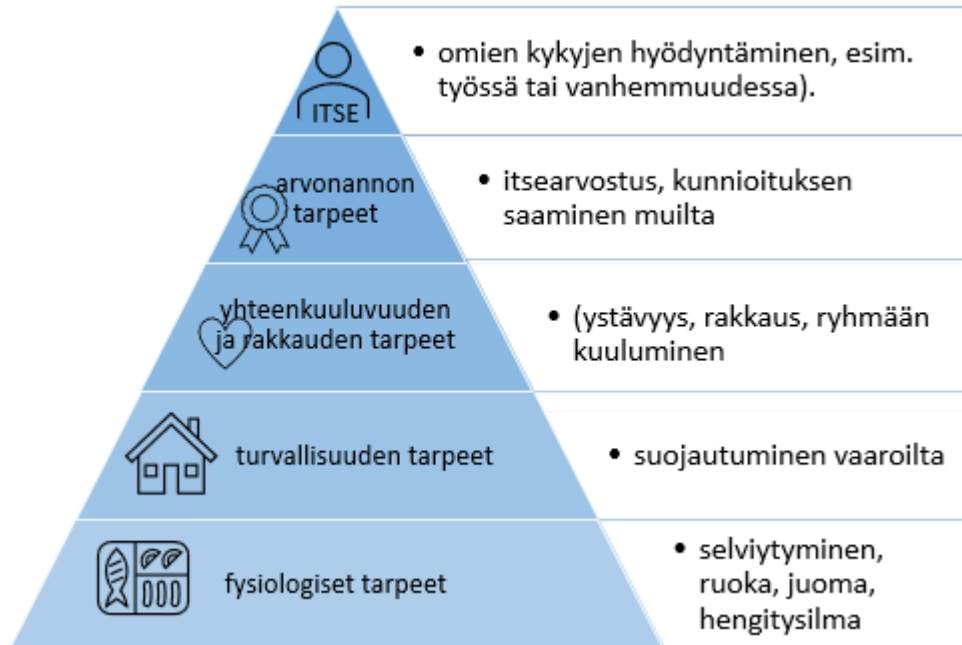 ITSE
• omien kykyjen hyödyntäminen, esim.
työssä tai vanhemmuudessa).
arvonannon
tarpeet
• itsearvostus, kunnioituksen
saaminen muilta
yhteenkuuluvuuden
ja rakkauden tarpeet
• (ystävyys, rakkaus, ryhmään
kuuluminen
turvallisuuden tarpeet
• suojautuminen vaaroilta
fysiologiset tarpeet
• selviytyminen,
ruoka, juoma,
hengitysilma